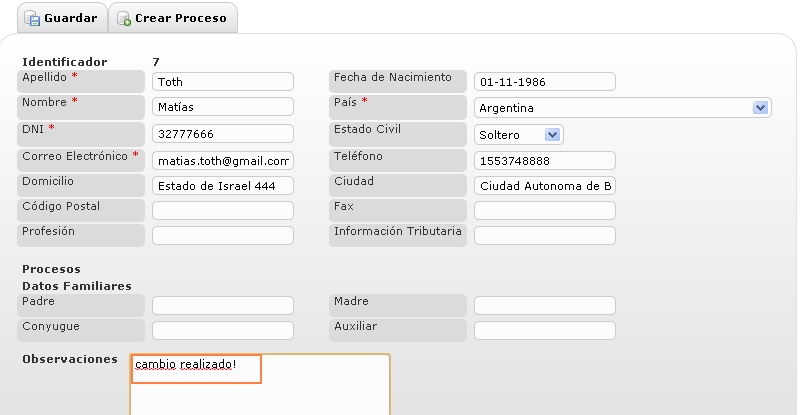 Guardar Crear Proceso
Identificador 7
Apellido * Toth Fecha de Nacimiento 01-11-1986
Nombre * Matías País * Argentina
DNI * 32777666 Estado Civil Soltero
Correo Electrónico * matias.toth@gmail.com Teléfono 1553748888
Domicilio Estado de Israel 444 Ciudad Ciudad Autonoma de B
Código Postal Fax
Profesión Información Tributaria
Procesos
Datos Familiares
Padre Madre
Conyugue Auxiliar
Observaciones cambio realizado!